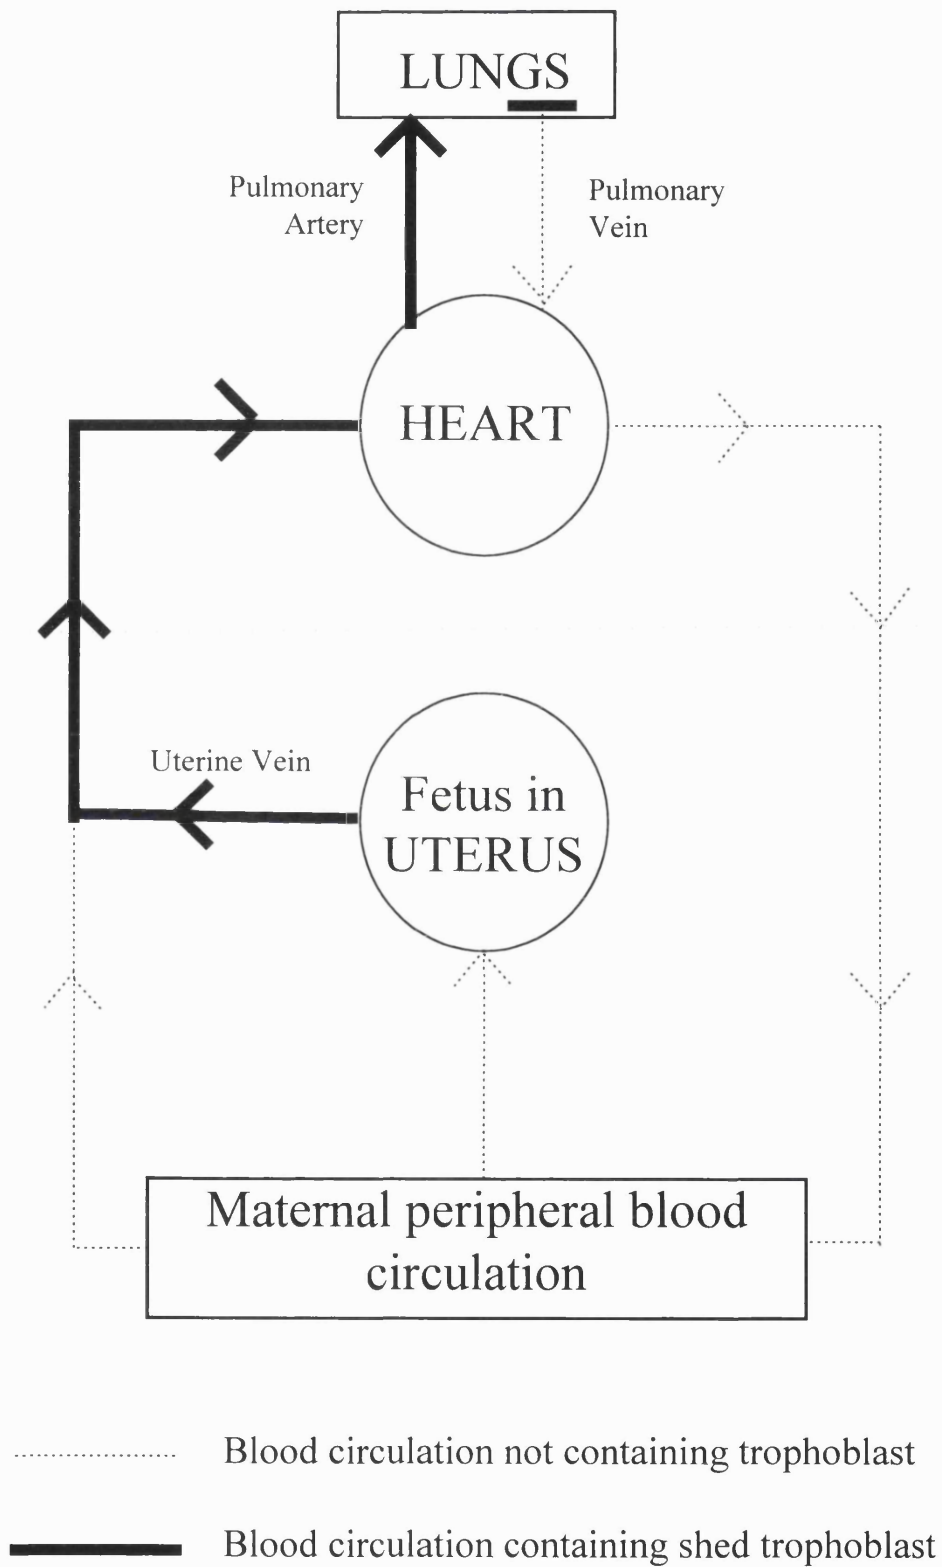 LUNGS
Pulmonary
Artery
Pulmonary
Vein
HEART
Uterine Vein
Fetus in
UTERUS
Maternal peripheral blood
circulation
Blood circulation not containing trophoblast
Blood circulation containing shed trophoblast